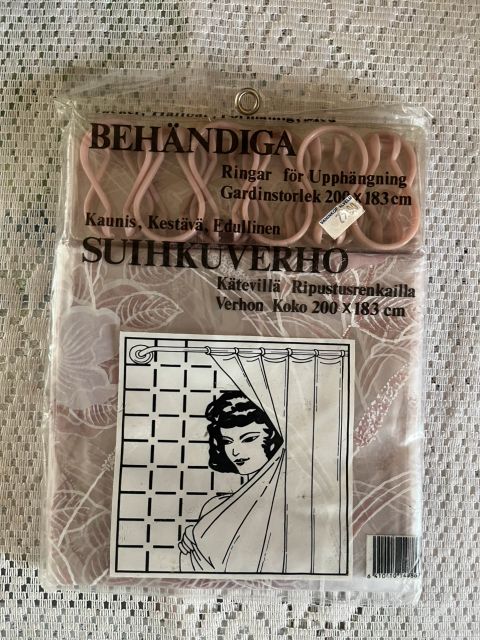 BEHÄNDIGA
Ringar för Upphängning
Gardinstorlek 200 x 183 cm
Kaunis, Kestävä, Edullinen
SUIHKUVERHO
Kätevillä Ripustusrenkailla
Verhon Koko 200 x 183 cm